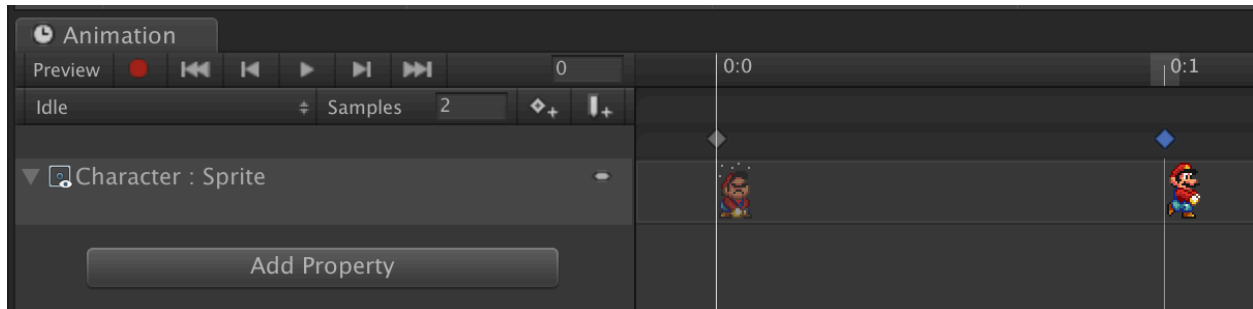 Animation
Preview 0 0:0 0:1
Idle Samples 2
Character : Sprite
Add Property